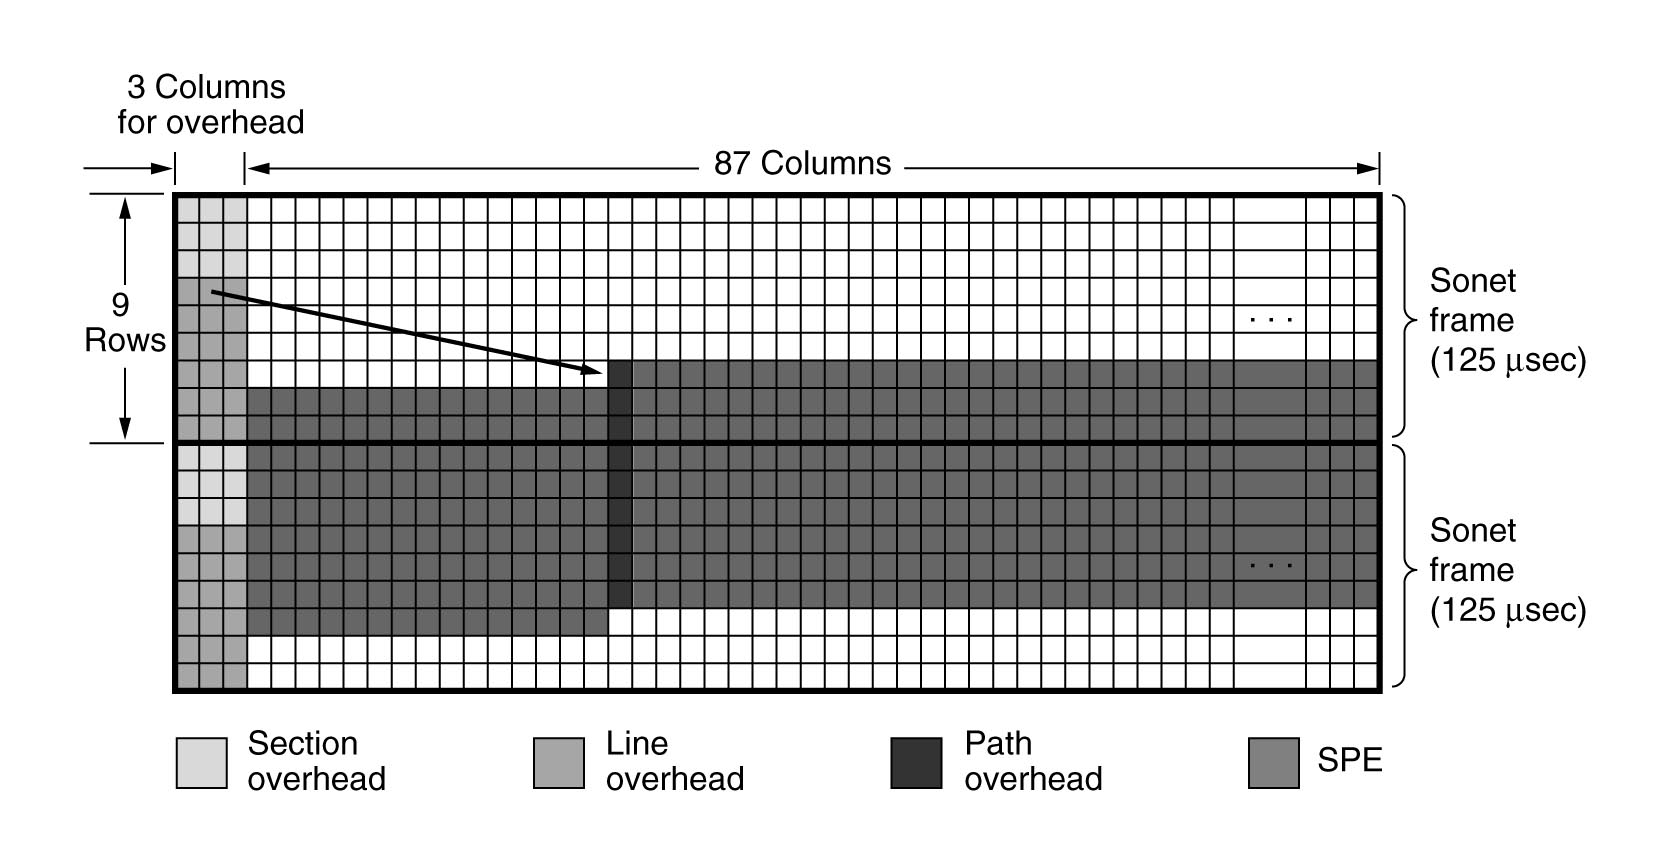 3 Columns
for overhead
87 Columns
9
Rows
. . .
Sonet
frame
(125 μsec)
. . .
Sonet
frame
(125 μsec)
Section
overhead
Line
overhead
Path
overhead
SPE